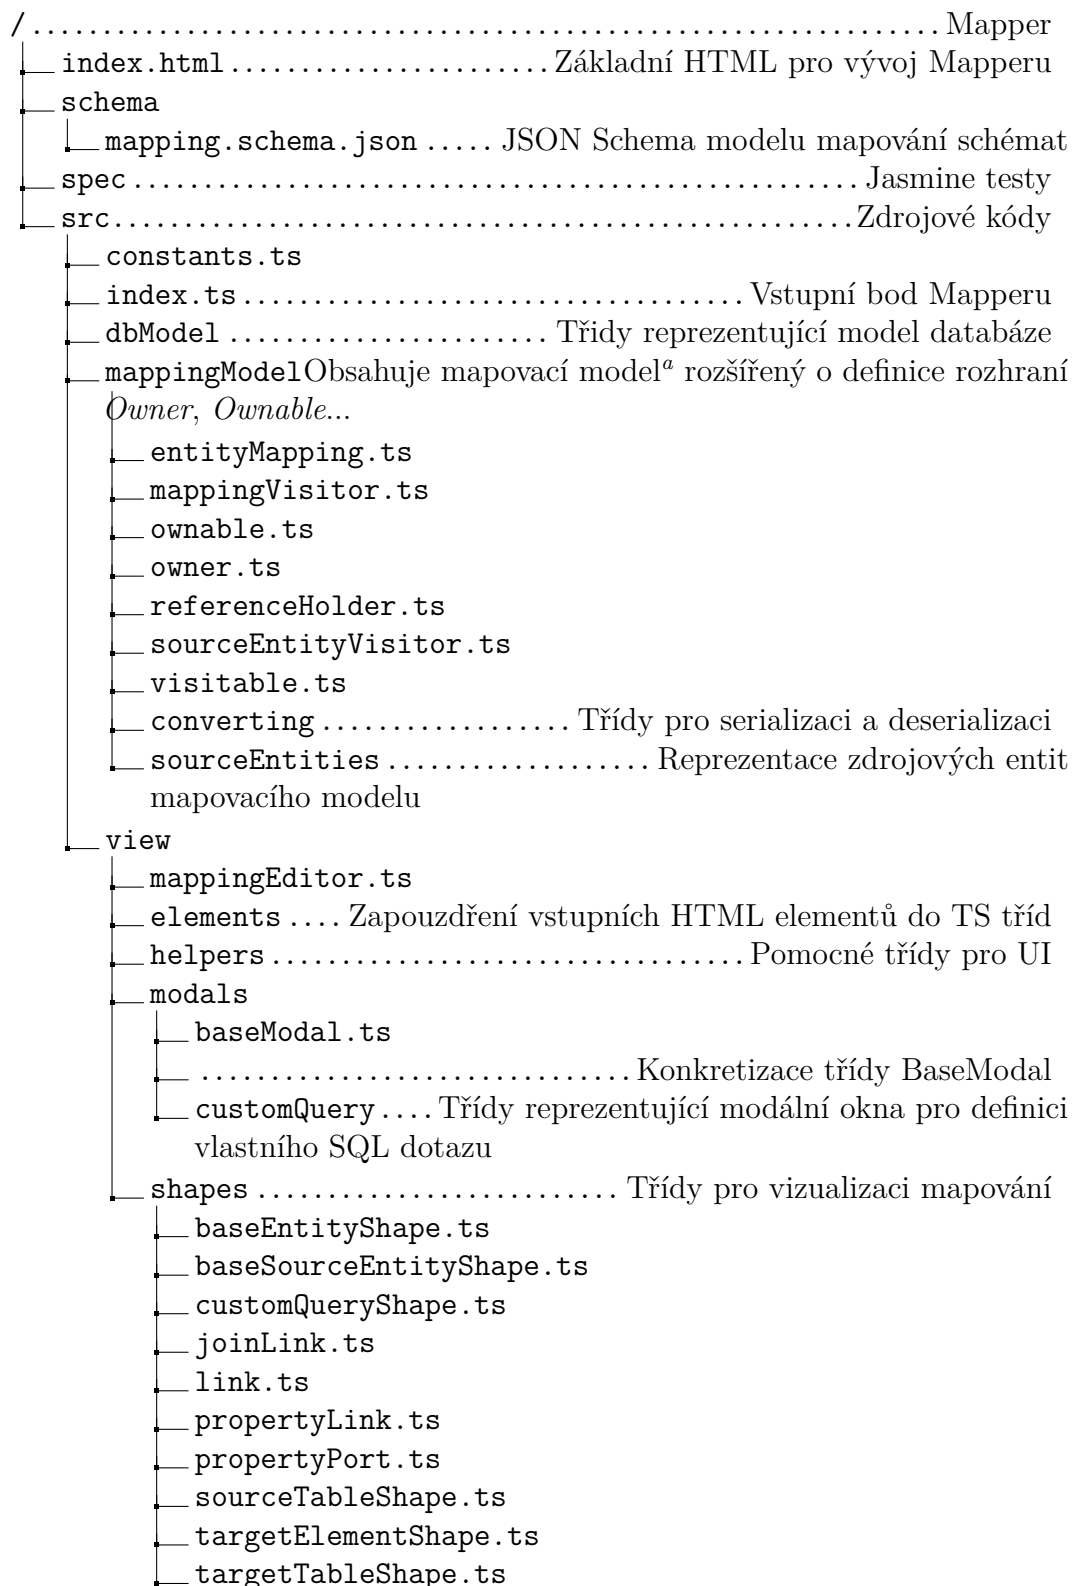 / . . . . . . . . . . . . . . . . . . . . Mapper
index.html . . . . . . . . . . Základní HTML pro vývoj Mapperu
schema
mapping.schema.json ..... JSON Schema modelu mapování schémat
spec . . . . . . . . . . Jasmine testy
src . . . . . . . . . . Zdrojové kódy
constants.ts
index.ts . . . . . . . . . . Vstupní bod Mapperu
dbModel . . . . . . . . . . Třidy reprezentující model databáze
mappingModelObsahuje mapovací model^a rozšířený o definice rozhraní
Owner, Ownable...
entityMapping.ts
mappingVisitor.ts
ownable.ts
owner.ts
referenceHolder.ts
sourceEntityVisitor.ts
visitable.ts
converting . . . . . . . . . . Třídy pro serializaci a deserializaci
sourceEntities . . . . . . . . . . Reprezentace zdrojových entit
mapovacího modelu
view
mappingEditor.ts
elements .... Zapouzdření vstupních HTML elementů do TS tříd
helpers . . . . . . . . . . Pomocné třídy pro UI
modals
baseModal.ts
. . . . . . . . . . Konkretizace třídy BaseModal
customQuery .... Třídy reprezentující modální okna pro definici
vlastního SQL dotazu
shapes . . . . . . . . . . Třídy pro vizualizaci mapování
baseEntityShape.ts
baseSourceEntityShape.ts
customQueryShape.ts
joinLink.ts
link.ts
propertyLink.ts
propertyPort.ts
sourceTableShape.ts
targetElementShape.ts
targetTableShape.ts